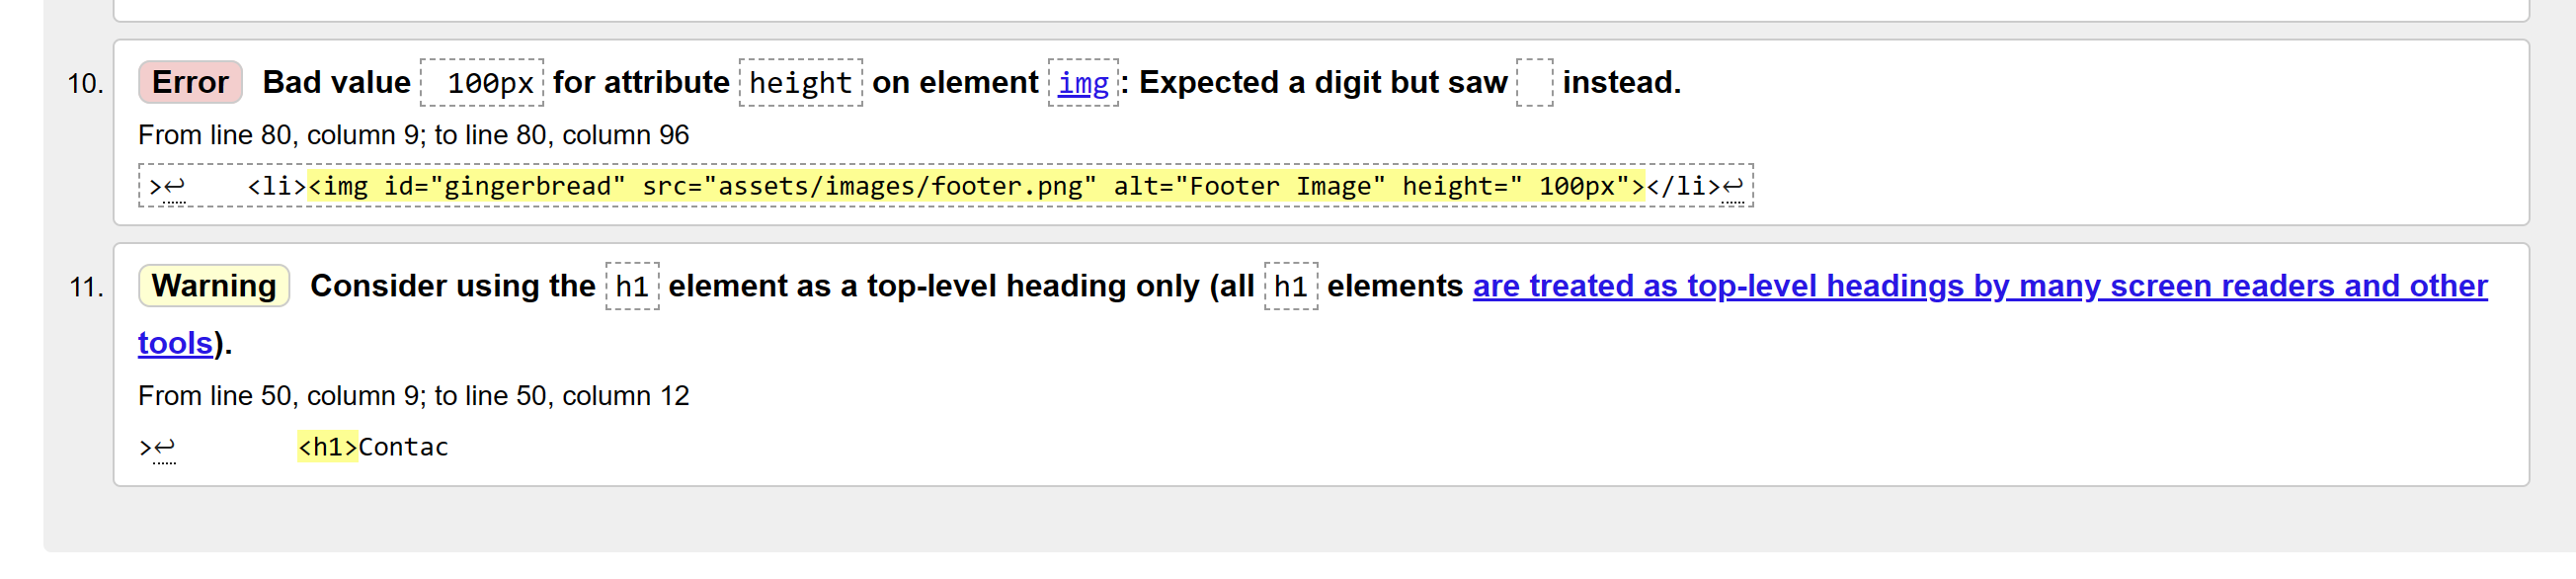 10. Error Bad value  100px for attribute height on element img: Expected a digit but saw   instead.
From line 80, column 9; to line 80, column 96
>↩    <li><img id="gingerbread" src="assets/images/footer.png" alt="Footer Image" height=" 100px"></li>↩
11. Warning Consider using the h1 element as a top-level heading only (all h1 elements are treated as top-level headings by many screen readers and other
tools).
From line 50, column 9; to line 50, column 12
>↩        <h1>Contac